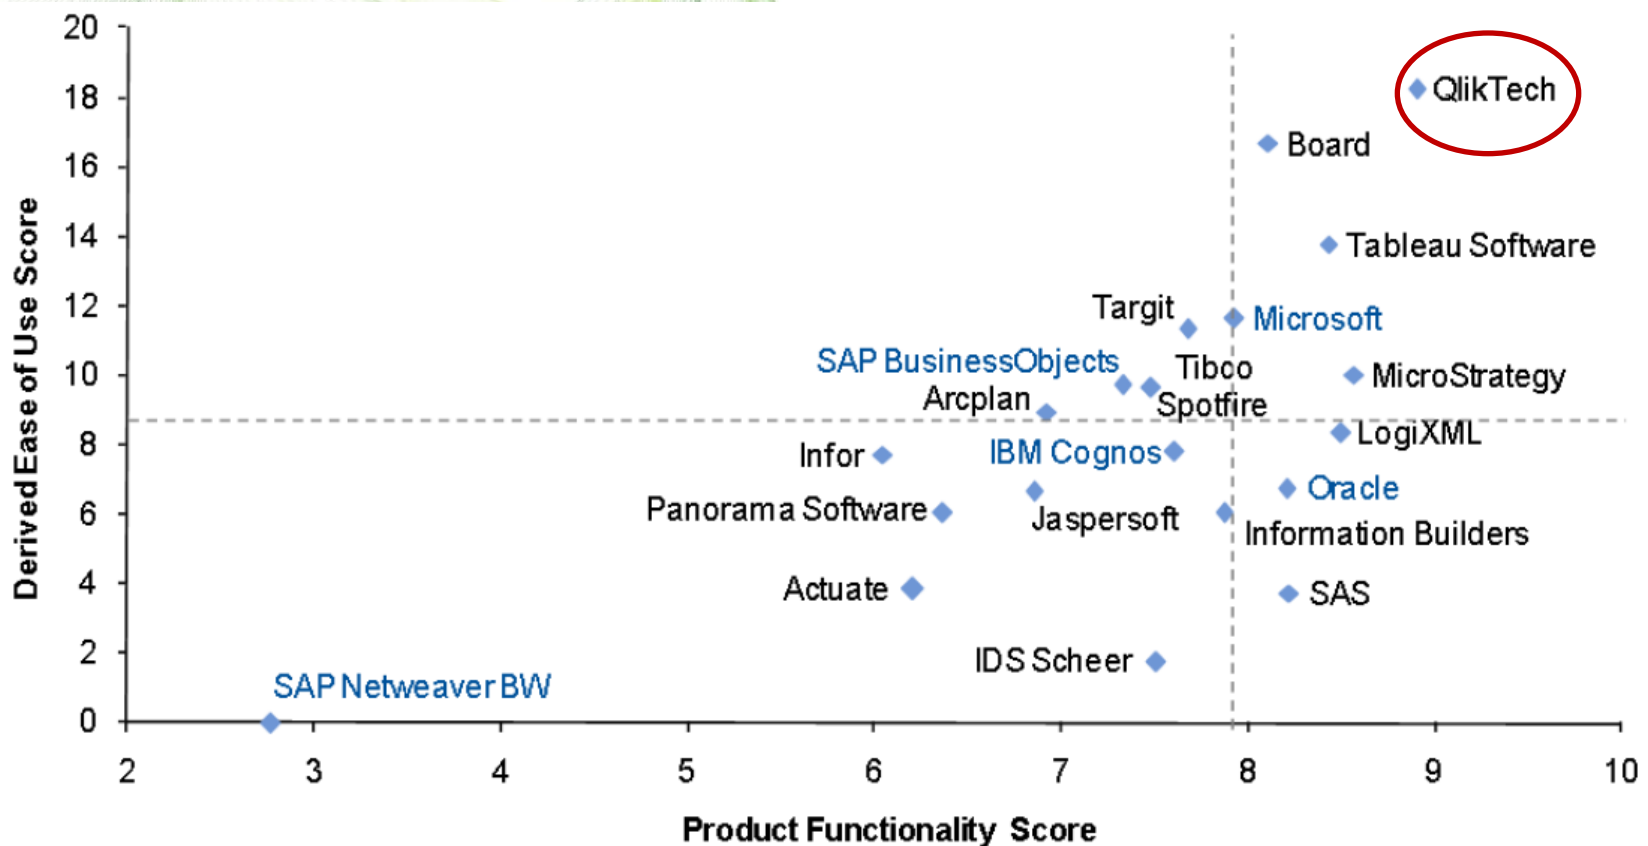 20
18
16
14
12
10
8
6
4
2
0
Derived Ease of Use Score
QlikTech
Board
Tableau Software
Targit
Microsoft
SAP BusinessObjects
Tibco
Spotfire
MicroStrategy
Arcplan
LogiXML
Infor
IBM Cognos
Oracle
Panorama Software
Jaspersoft
Information Builders
Actuate
SAS
IDS Scheer
SAP Netweaver BW
2 3 4 5 6 7 8 9 10
Product Functionality Score